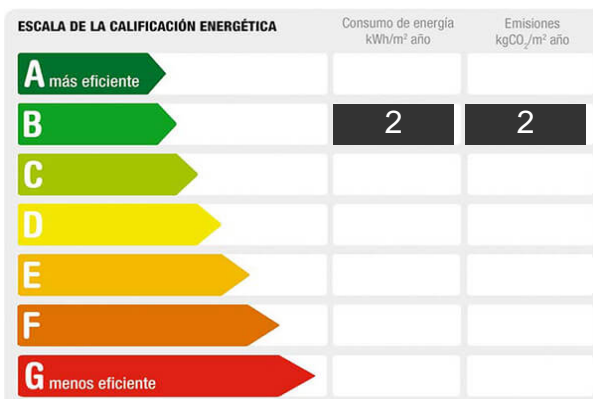 ESCALA DE LA CALIFICACIÓN ENERGÉTICA
Consumo de energía
kWh/m² año
Emisiones
kgCO₂/m² año
A más eficiente
B 2 2
C
D
E
F
G menos eficiente